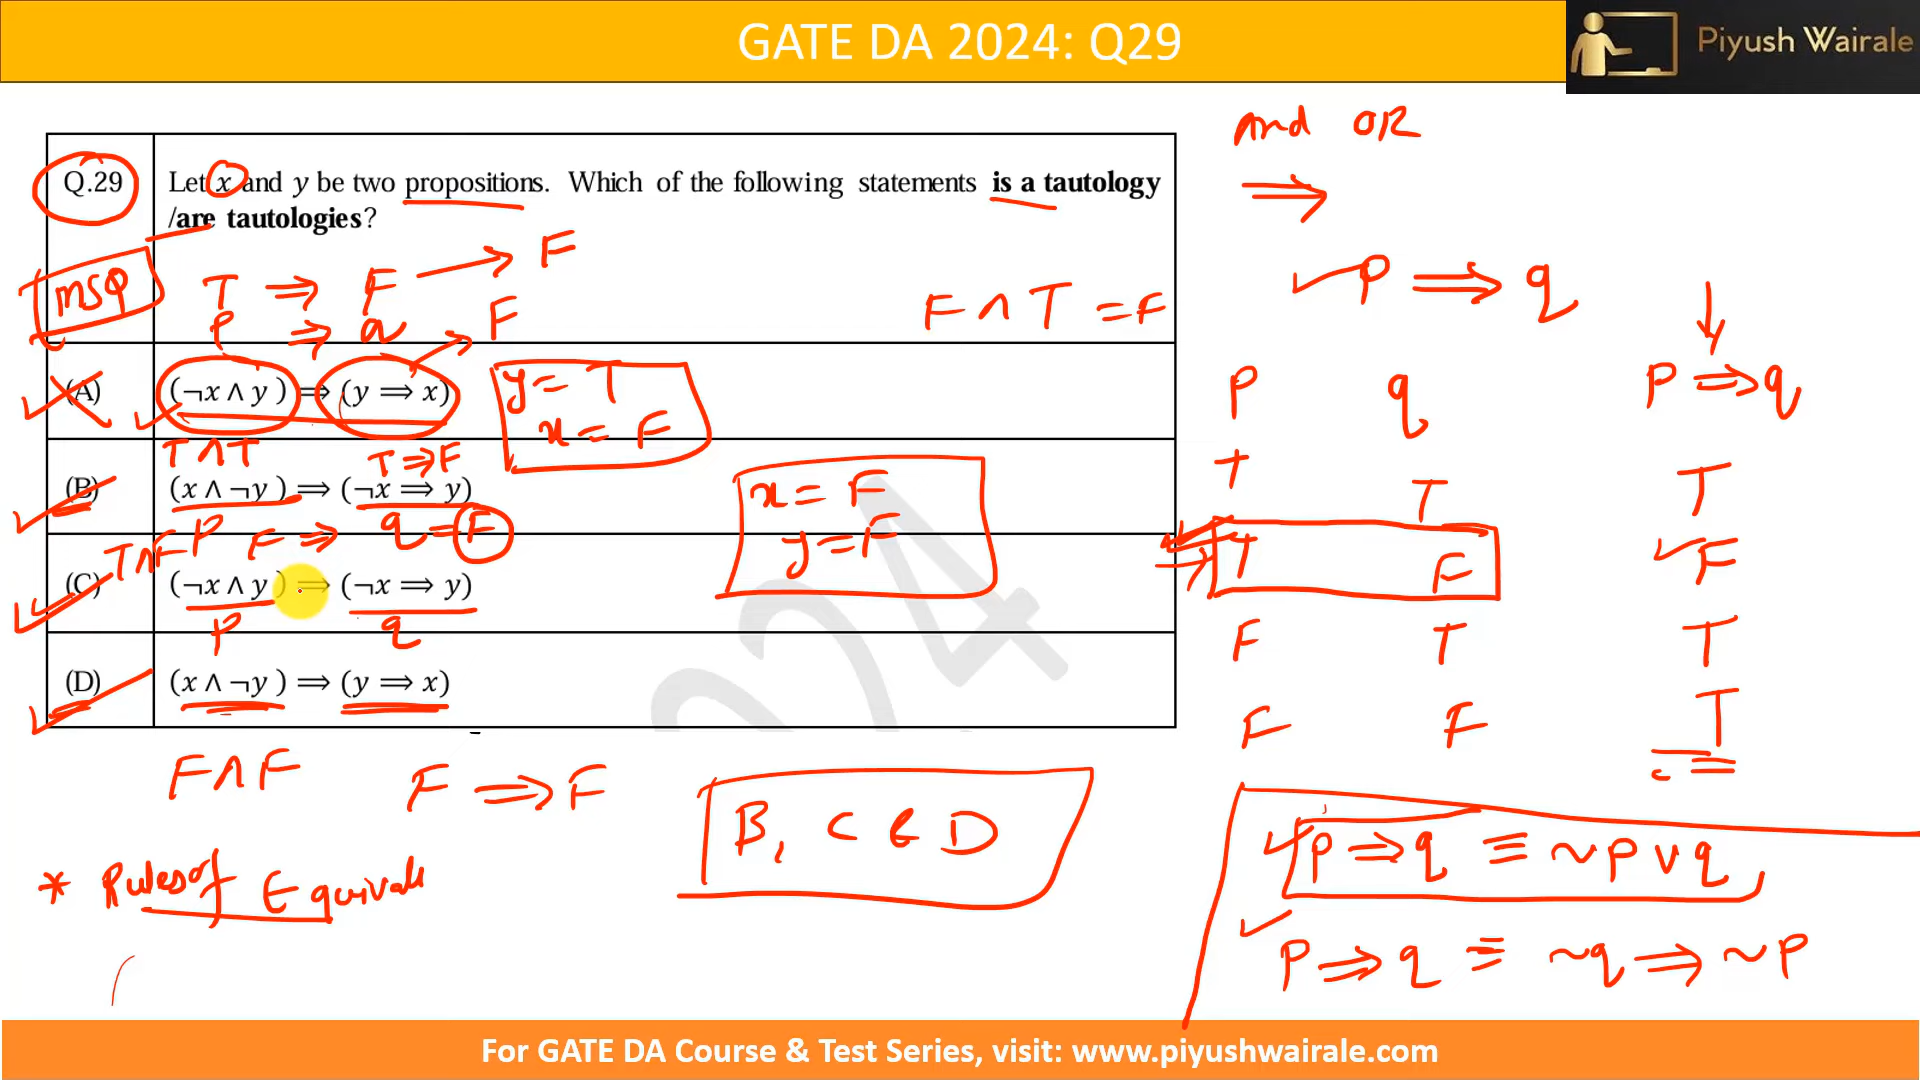 GATE DA 2024: Q29
Piyush Wairale
Q.29
Let x and y be two propositions. Which of the following statements is a tautology
/are tautologies?
MSQ
T ⇒ F → F
P ⇒ q F
F ∧ T = F
(A) (¬x ∧ y) ⟹ (y ⟹ x)
y = T
x = F
T ∧ T T ⇒ F
(B) (x ∧ ¬y) ⟹ (¬x ⟹ y)
P F ⇒ q = F
T∧F
x = F
y = F
(C) (¬x ∧ y) ⟹ (¬x ⟹ y)
P q
(D) (x ∧ ¬y) ⟹ (y ⟹ x)
F ∧ F F ⇒ F
B, C & D
* Rules of
24
and OR
⇒
P ⇒ q
P q P ⇒ q
T T T
T F F
F T T
F F T
P ⇒ q ≡ ~P ∨ q
P ⇒ q ≡ ~q ⇒ ~P
For GATE DA Course & Test Series, visit: www.piyushwairale.com